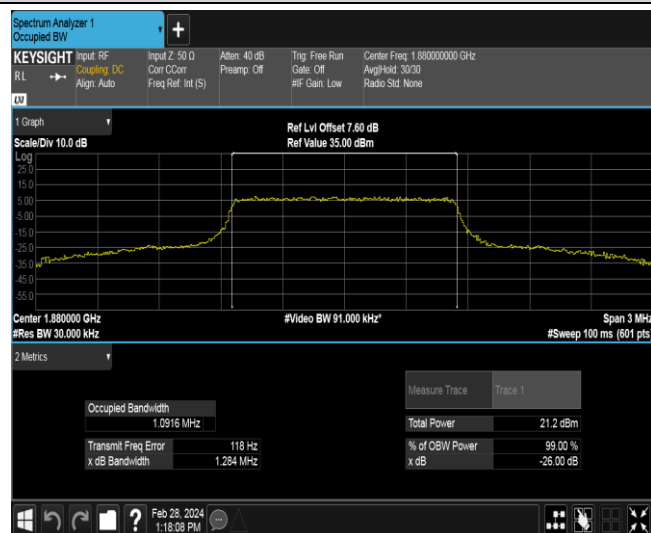 Spectrum Analyzer 1
Occupied BW
+
KEYSIGHT Input: RF Input Z: 50 Ω Atten: 40 dB Trig: Free Run Center Freq: 1.880000000 GHz
RL Coupling: DC Corr CCorr Preamp: Off Gate: Off Avg|Hold: 30/30
Align: Auto Freq Ref: Int (S) #IF Gain: Low Radio Std: None
LXI
1 Graph
Ref Lvl Offset 7.60 dB
Scale/Div 10.0 dB Ref Value 35.00 dBm
Log
25.0
15.0
5.00
-5.00
-15.0
-25.0
-35.0
-45.0
-55.0
Center 1.880000 GHz #Video BW 91.000 kHz* Span 3 MHz
#Res BW 30.000 kHz #Sweep 100 ms (601 pts)
2 Metrics
Measure Trace Trace 1
Occupied Bandwidth
1.0916 MHz
Total Power 21.2 dBm
Transmit Freq Error 118 Hz % of OBW Power 99.00 %
x dB Bandwidth 1.284 MHz x dB -26.00 dB
? Feb 28, 2024
1:18:08 PM